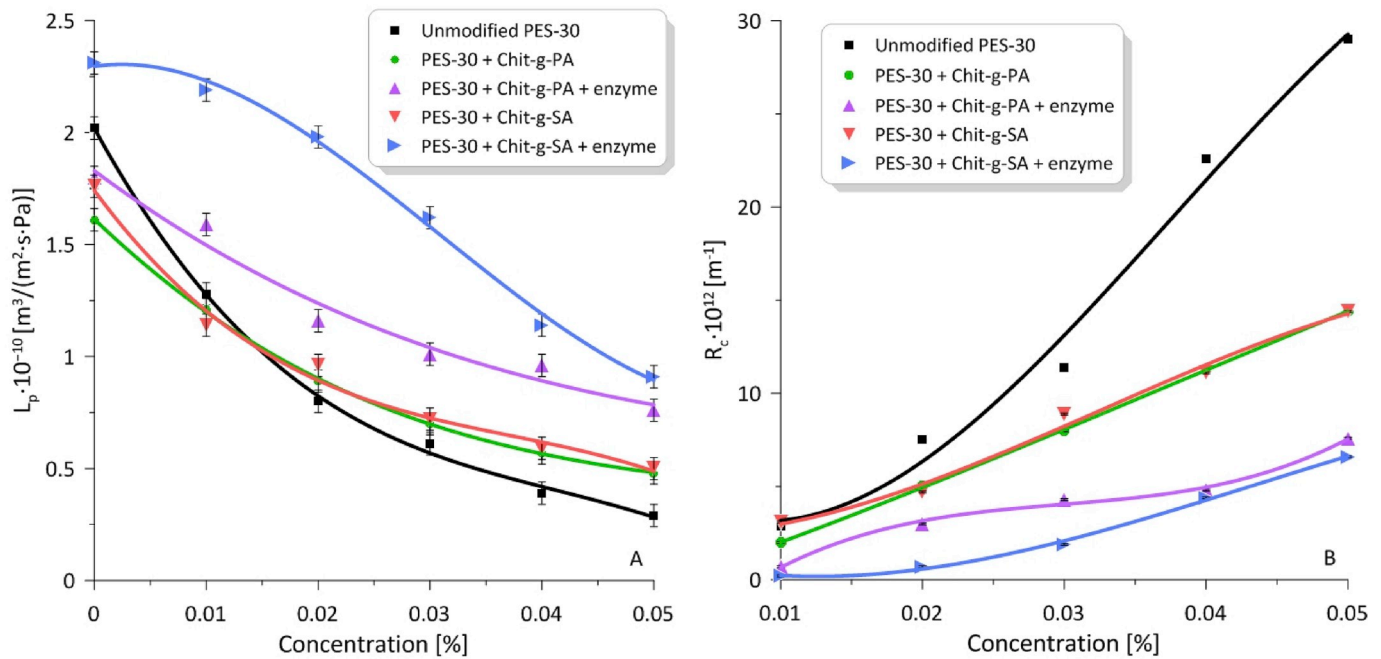 2.5
2
1.5
1
0.5
0
Lₚ·10⁻¹⁰ [m³/(m²·s·Pa)]
Unmodified PES-30
PES-30 + Chit-g-PA
PES-30 + Chit-g-PA + enzyme
PES-30 + Chit-g-SA
PES-30 + Chit-g-SA + enzyme
A
0 0.01 0.02 0.03 0.04 0.05
Concentration [%]
30
20
10
0
R꜀·10¹² [m⁻¹]
Unmodified PES-30
PES-30 + Chit-g-PA
PES-30 + Chit-g-PA + enzyme
PES-30 + Chit-g-SA
PES-30 + Chit-g-SA + enzyme
B
0.01 0.02 0.03 0.04 0.05
Concentration [%]